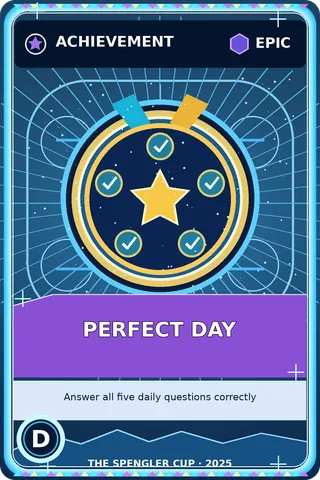 ACHIEVEMENT
EPIC
PERFECT DAY
Answer all five daily questions correctly
D
THE SPENGLER CUP · 2025